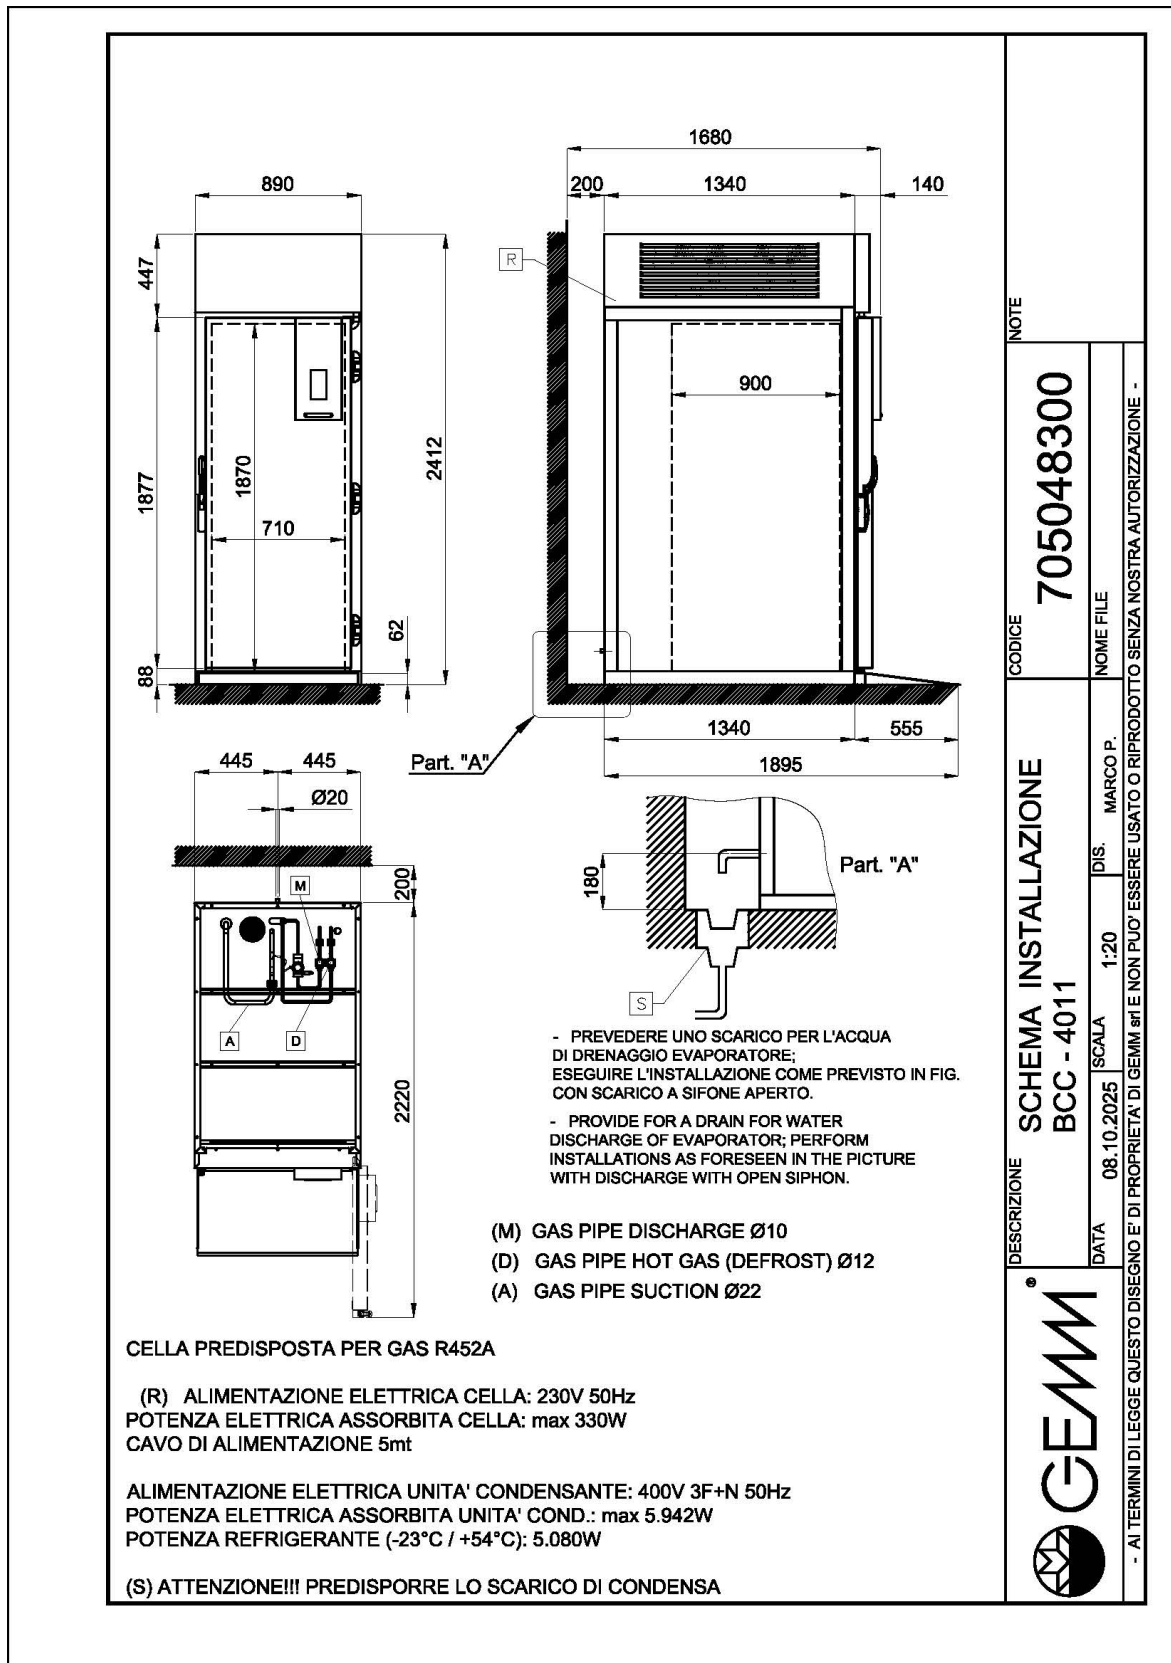 1680
890
200
1340
140
447
R
900
1870
1877
2412
710
62
88
1340
555
445
445
Part. "A"
1895
Ø20
M
200
180
Part. "A"
A
D
S
2220
- PREVEDERE UNO SCARICO PER L'ACQUA
DI DRENAGGIO EVAPORATORE;
ESEGUIRE L'INSTALLAZIONE COME PREVISTO IN FIG.
CON SCARICO A SIFONE APERTO.
- PROVIDE FOR A DRAIN FOR WATER
DISCHARGE OF EVAPORATOR; PERFORM
INSTALLATIONS AS FORESEEN IN THE PICTURE
WITH DISCHARGE WITH OPEN SIPHON.
(M) GAS PIPE DISCHARGE Ø10
(D) GAS PIPE HOT GAS (DEFROST) Ø12
(A) GAS PIPE SUCTION Ø22
CELLA PREDISPOSTA PER GAS R452A
(R) ALIMENTAZIONE ELETTRICA CELLA: 230V 50Hz
POTENZA ELETTRICA ASSORBITA CELLA: max 330W
CAVO DI ALIMENTAZIONE 5mt
ALIMENTAZIONE ELETTRICA UNITA' CONDENSANTE: 400V 3F+N 50Hz
POTENZA ELETTRICA ASSORBITA UNITA' COND.: max 5.942W
POTENZA REFRIGERANTE (-23°C / +54°C): 5.080W
(S) ATTENZIONE!!! PREDISPORRE LO SCARICO DI CONDENSA
GEMM®
DESCRIZIONE
SCHEMA INSTALLAZIONE
BCC - 4011
CODICE
705048300
NOTE
DATA
08.10.2025
SCALA
1:20
DIS.
MARCO P.
NOME FILE
- AI TERMINI DI LEGGE QUESTO DISEGNO E' DI PROPRIETA' DI GEMM srl E NON PUO' ESSERE USATO O RIPRODOTTO SENZA NOSTRA AUTORIZZAZIONE -